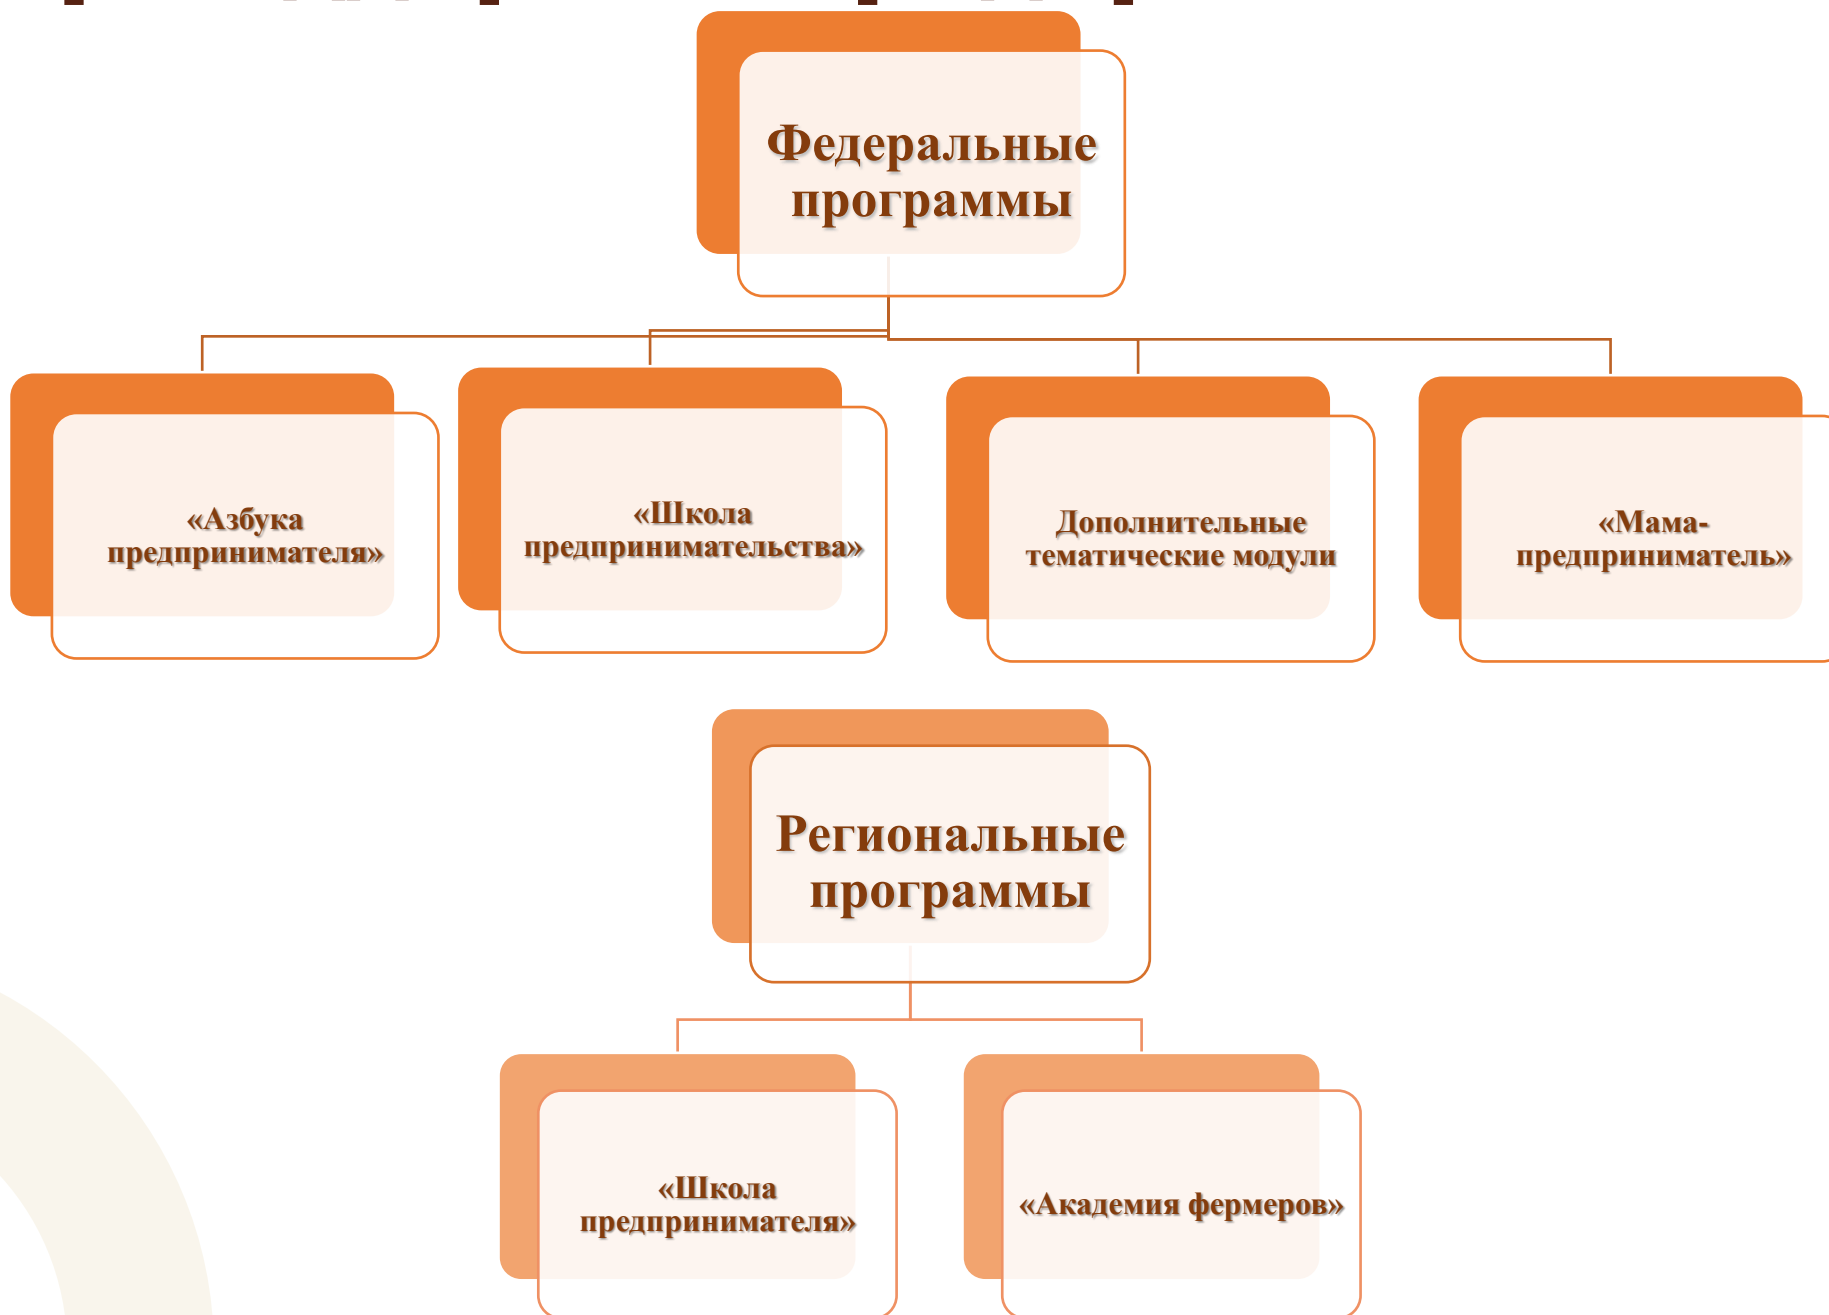 Федеральные
программы
«Азбука
предпринимателя»
«Школа
предпринимательства»
Дополнительные
тематические модули
«Мама-
предприниматель»
Региональные
программы
«Школа
предпринимателя»
«Академия фермеров»